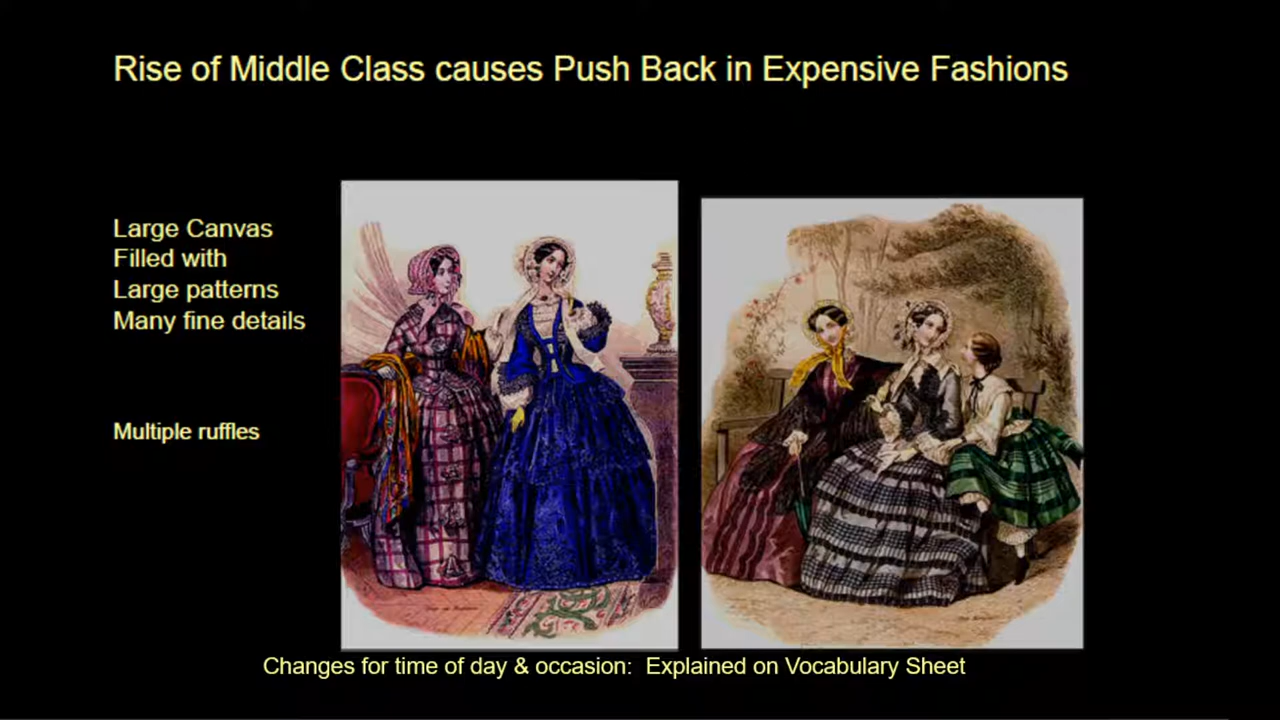 Rise of Middle Class causes Push Back in Expensive Fashions
Large Canvas
Filled with
Large patterns
Many fine details
Multiple ruffles
Changes for time of day & occasion:  Explained on Vocabulary Sheet